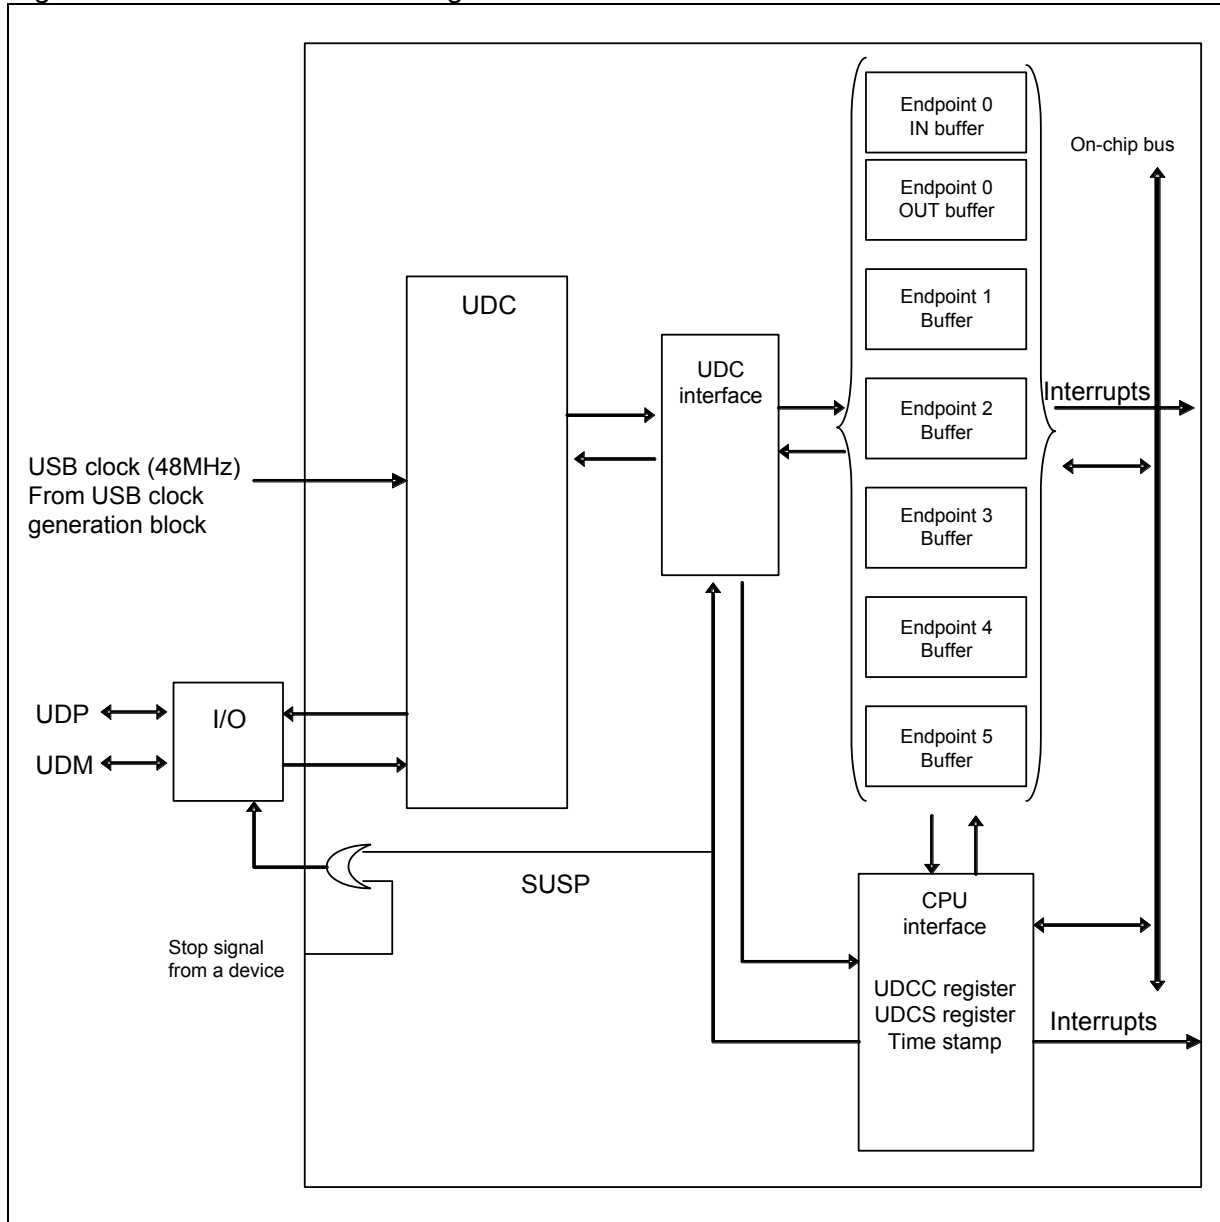 Endpoint 0
IN buffer
On-chip bus
Endpoint 0
OUT buffer
UDC
Endpoint 1
Buffer
UDC
interface
Endpoint 2
Buffer
Interrupts
USB clock (48MHz)
From USB clock
generation block
Endpoint 3
Buffer
Endpoint 4
Buffer
UDP
I/O
UDM
Endpoint 5
Buffer
SUSP
CPU
interface
Stop signal
from a device
UDCC register
UDCS register
Time stamp
Interrupts